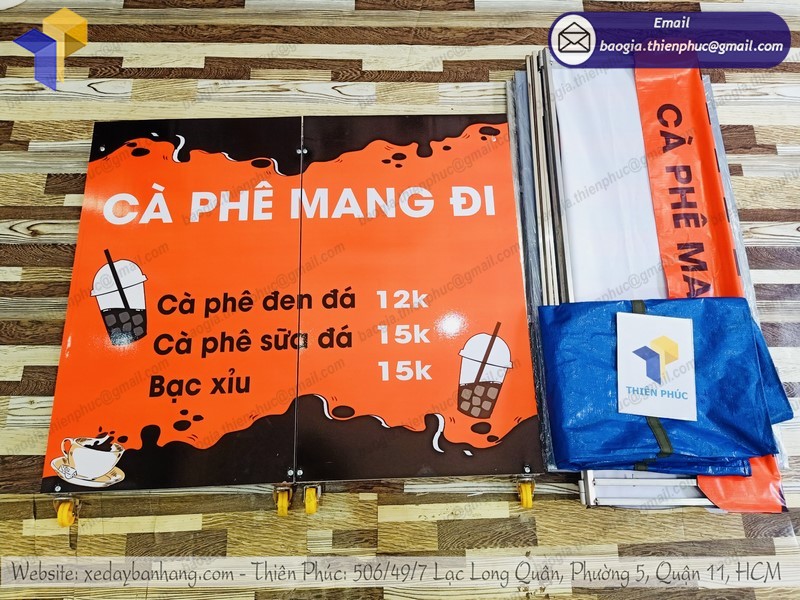 Email
baogia.thienphuc@gmail.com
CÀ PHÊ MANG ĐI
Cà phê đen đá 12k
Cà phê sữa đá 15k
Bạc xỉu 15k
CÀ PHÊ MA
THIÊN PHÚC
Website: xedaybanhang.com - Thiên Phúc: 506/49/7 Lạc Long Quân, Phường 5, Quận 11, HCM